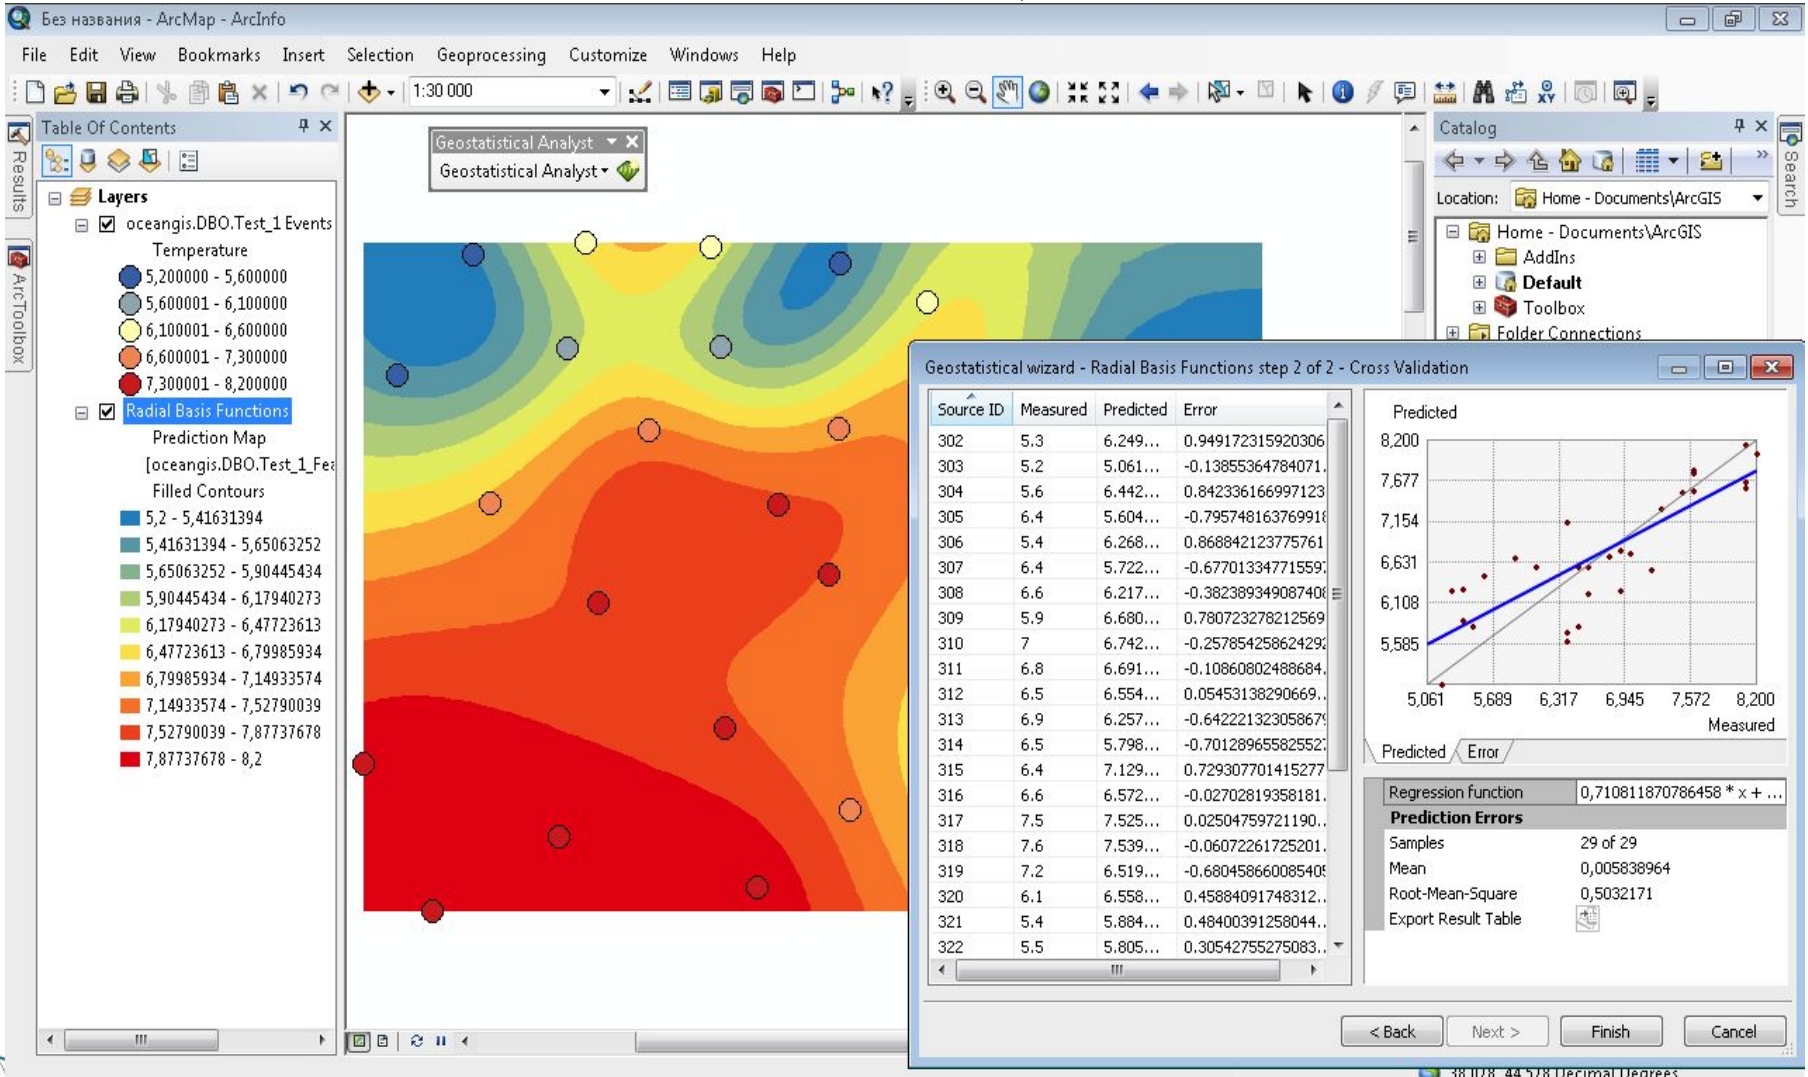 Без названия - ArcMap - ArcInfo
File Edit View Bookmarks Insert Selection Geoprocessing Customize Windows Help
1:30 000
Table Of Contents
Results
ArcToolbox
Layers
oceangis.DBO.Test_1 Events
Temperature
5,200000 - 5,600000
5,600001 - 6,100000
6,100001 - 6,600000
6,600001 - 7,300000
7,300001 - 8,200000
Radial Basis Functions
Prediction Map
[oceangis.DBO.Test_1_Fea
Filled Contours
5,2 - 5,41631394
5,41631394 - 5,65063252
5,65063252 - 5,90445434
5,90445434 - 6,17940273
6,17940273 - 6,47723613
6,47723613 - 6,79985934
6,79985934 - 7,14933574
7,14933574 - 7,52790039
7,52790039 - 7,87737678
7,87737678 - 8,2
Geostatistical Analyst
Geostatistical Analyst
Catalog
Search
Location: Home - Documents\ArcGIS
Home - Documents\ArcGIS
AddIns
Default
Toolbox
Folder Connections
Geostatistical wizard - Radial Basis Functions step 2 of 2 - Cross Validation
Source ID Measured Predicted Error
302 5.3 6.249... 0.949172315920306
303 5.2 5.061... -0.13855364784071.
304 5.6 6.442... 0.842336166997123
305 6.4 5.604... -0.795748163769918
306 5.4 6.268... 0.868842123775761
307 6.4 5.722... -0.677013347715597
308 6.6 6.217... -0.382389349087408
309 5.9 6.680... 0.780723278212569
310 7 6.742... -0.257854258624292
311 6.8 6.691... -0.10860802488684.
312 6.5 6.554... 0.05453138290669..
313 6.9 6.257... -0.642221323058679
314 6.5 5.798... -0.701289655825527
315 6.4 7.129... 0.729307701415277
316 6.6 6.572... -0.02702819358181.
317 7.5 7.525... 0.02504759721190..
318 7.6 7.539... -0.06072261725201.
319 7.2 6.519... -0.680458660085405
320 6.1 6.558... 0.45884091748312..
321 5.4 5.884... 0.48400391258044..
322 5.5 5.805... 0.30542755275083..
Predicted
8,200
7,677
7,154
6,631
6,108
5,585
5,061 5,689 6,317 6,945 7,572 8,200
Measured
Predicted Error
Regression function 0,710811870786458 * x + ...
Prediction Errors
Samples 29 of 29
Mean 0,005838964
Root-Mean-Square 0,5032171
Export Result Table
< Back Next > Finish Cancel
38,028 44,528 Decimal Degrees